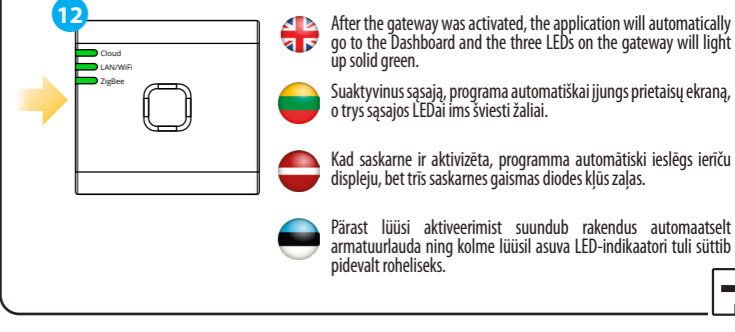 12
Cloud
LAN/WiFi
ZigBee
After the gateway was activated, the application will automatically
go to the Dashboard and the three LEDs on the gateway will light
up solid green.
Suaktyvinus sąsają, programa automatiškai įjungs prietaisų ekraną,
o trys sąsajos LEDai ims šviesti žaliai.
Kad saskarne ir aktivizēta, programma automātiski ieslēgs ierīču
displeju, bet trīs saskarnes gaismas diodes kļūs zaļas.
Pärast lüüsi aktiveerimist suundub rakendus automaatselt
armatuurlauda ning kolme lüüsil asuva LED-indikaatori tuli süttib
pidevalt roheliseks.